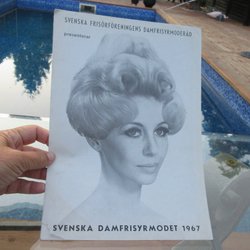 SVENSKA FRISÖRFÖRENINGENS DAMFRISYRMODERÅD
presenterar
SVENSKA DAMFRISYRMODET 1967